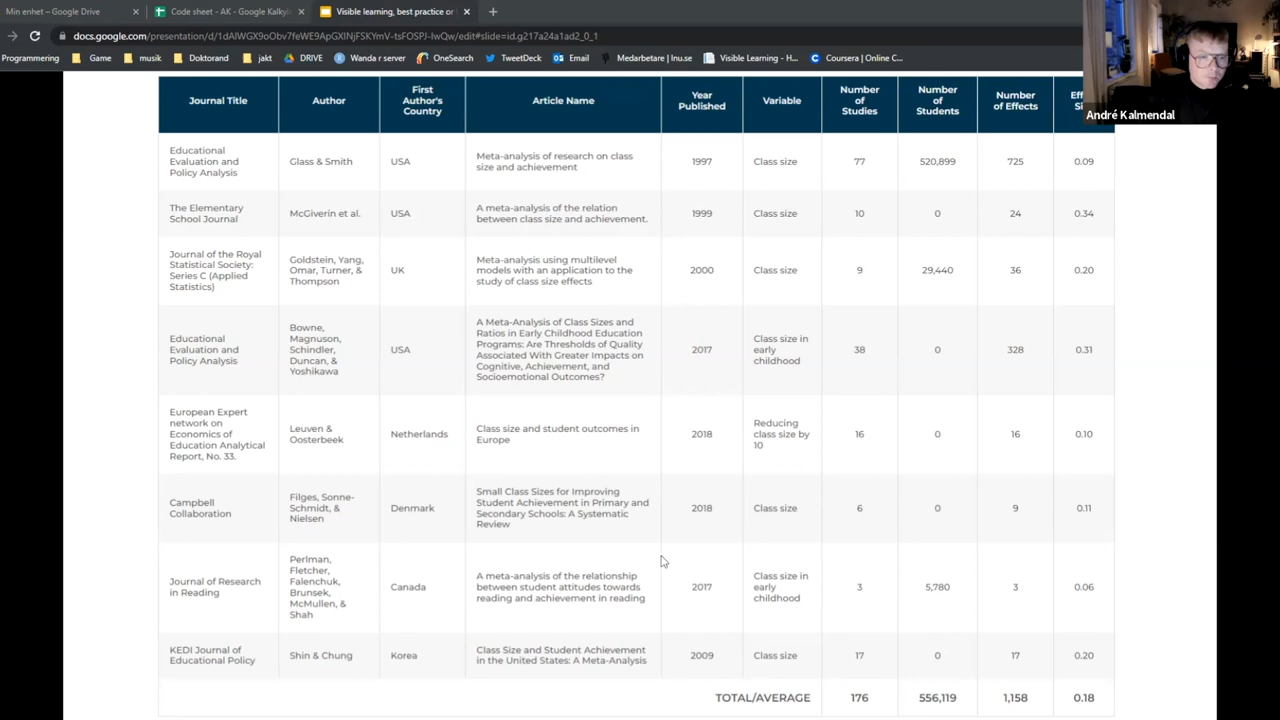 Min enhet – Google Drive
Code sheet - AK - Google Kalkyl
Visible learning, best practice or
docs.google.com/presentation/d/1dAIWGX9oObv7feWE9ApGXlNjFSKYmV-tsFOSPJ-IwQw/edit#slide=id.g217a24a1ad2_0_1
Programmering Game musik Doktorand jakt DRIVE Wanda r server OneSearch TweetDeck Email Medarbetare | lnu.se Visible Learning - H... Coursera | Online C...
André Kalmendal
Journal Title
Author
First
Author's
Country
Article Name
Year
Published
Variable
Number
of
Studies
Number
of
Students
Number
of Effects
Educational
Evaluation and
Policy Analysis
Glass & Smith
USA
Meta-analysis of research on class
size and achievement
1997
Class size
77
520,899
725
0.09
The Elementary
School Journal
McGiverin et al.
USA
A meta-analysis of the relation
between class size and achievement.
1999
Class size
10
0
24
0.34
Journal of the Royal
Statistical Society:
Series C (Applied
Statistics)
Goldstein, Yang,
Omar, Turner, &
Thompson
UK
Meta-analysis using multilevel
models with an application to the
study of class size effects
2000
Class size
9
29,440
36
0.20
Educational
Evaluation and
Policy Analysis
Bowne,
Magnuson,
Schindler,
Duncan, &
Yoshikawa
USA
A Meta-Analysis of Class Sizes and
Ratios in Early Childhood Education
Programs: Are Thresholds of Quality
Associated With Greater Impacts on
Cognitive, Achievement, and
Socioemotional Outcomes?
2017
Class size in
early
childhood
38
0
328
0.31
European Expert
network on
Economics of
Education Analytical
Report, No. 33.
Leuven &
Oosterbeek
Netherlands
Class size and student outcomes in
Europe
2018
Reducing
class size by
10
16
0
16
0.10
Campbell
Collaboration
Filges, Sonne-
Schmidt, &
Nielsen
Denmark
Small Class Sizes for Improving
Student Achievement in Primary and
Secondary Schools: A Systematic
Review
2018
Class size
6
0
9
0.11
Journal of Research
in Reading
Perlman,
Fletcher,
Falenchuk,
Brunsek,
McMullen, &
Shah
Canada
A meta-analysis of the relationship
between student attitudes towards
reading and achievement in reading
2017
Class size in
early
childhood
3
5,780
3
0.06
KEDI Journal of
Educational Policy
Shin & Chung
Korea
Class Size and Student Achievement
in the United States: A Meta-Analysis
2009
Class size
17
0
17
0.20
TOTAL/AVERAGE
176
556,119
1,158
0.18